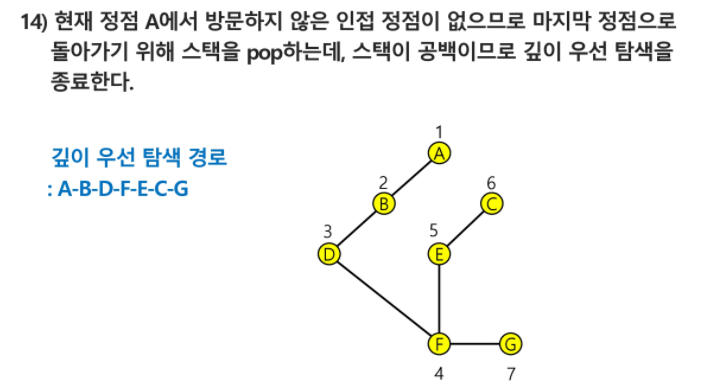 14) 현재 정점 A에서 방문하지 않은 인접 정점이 없으므로 마지막 정점으로
돌아가기 위해 스택을 pop하는데, 스택이 공백이므로 깊이 우선 탐색을
종료한다.
깊이 우선 탐색 경로
: A-B-D-F-E-C-G
1
A
2
B
6
C
3
D
5
E
F
G
4
7